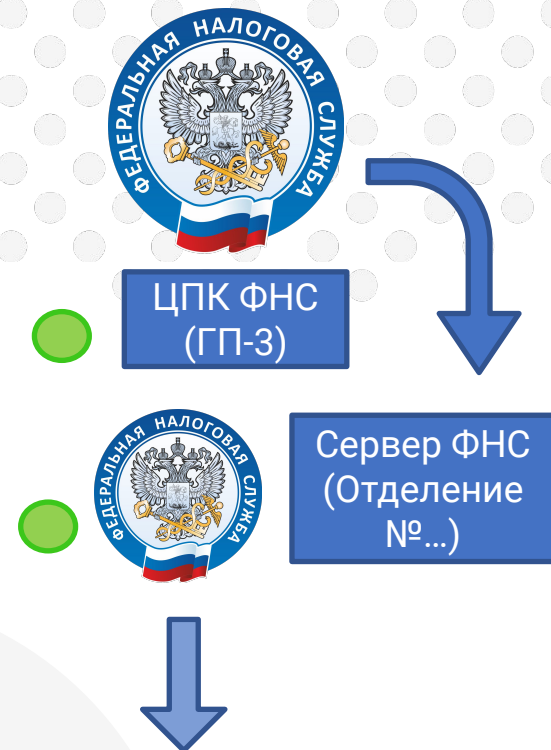 ФЕДЕРАЛЬНАЯ НАЛОГОВАЯ СЛУЖБА
ЦПК ФНС
(ГП-3)
ФЕДЕРАЛЬНАЯ НАЛОГОВАЯ СЛУЖБА
Сервер ФНС
(Отделение
№...)